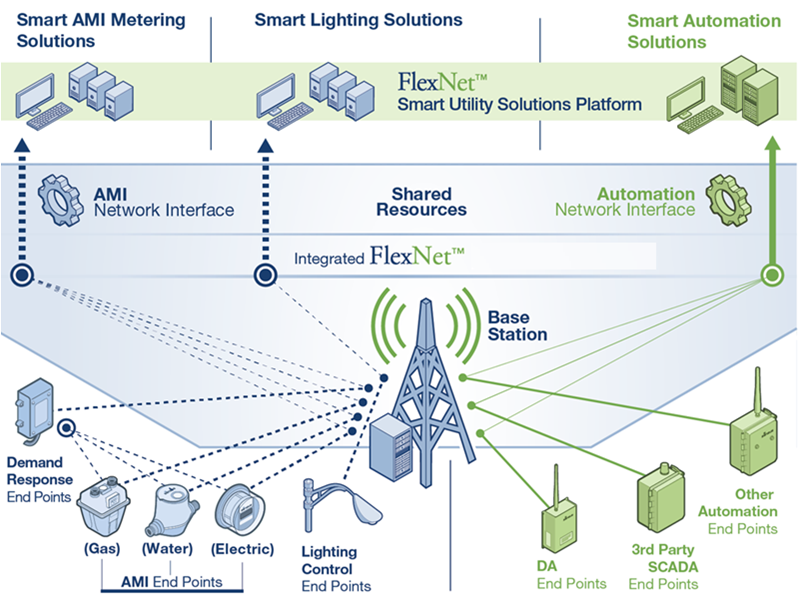 Smart AMI Metering
Solutions
Smart Lighting Solutions
Smart Automation
Solutions
FlexNet™
Smart Utility Solutions Platform
AMI
Network Interface
Shared
Resources
Automation
Network Interface
Integrated FlexNet™
Base
Station
Demand
Response
End Points
(Gas)
(Water)
(Electric)
AMI End Points
Lighting
Control
End Points
DA
End Points
3rd Party
SCADA
End Points
Other
Automation
End Points